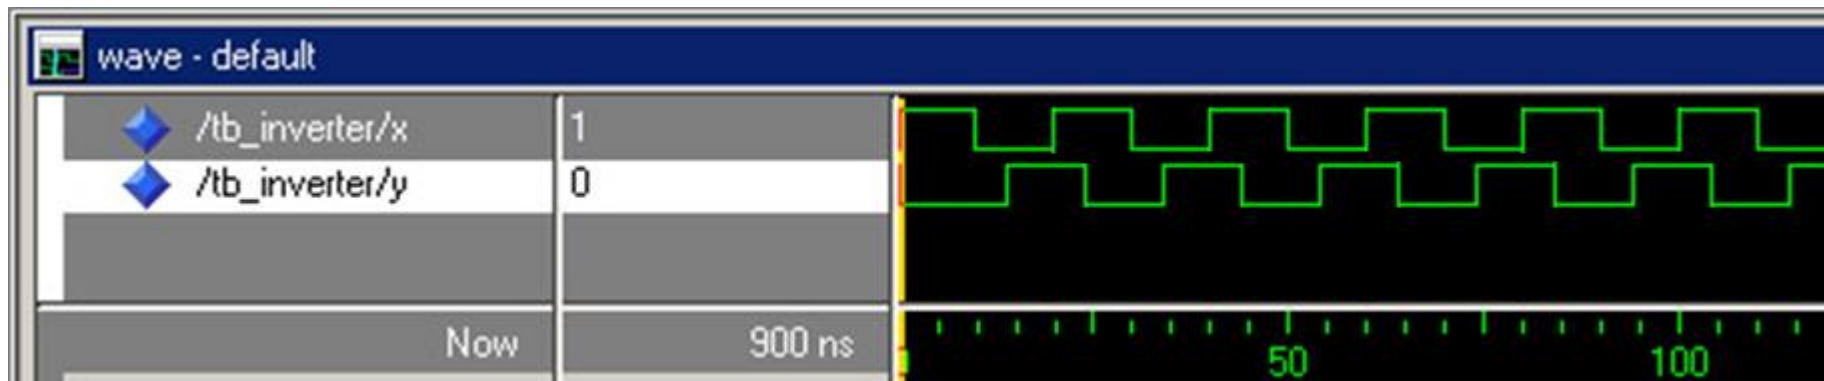 wave - default
/tb_inverter/x 1
/tb_inverter/y 0
Now 900 ns 50 100